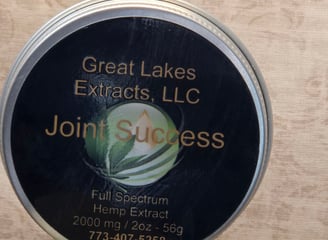 Great Lakes
Extracts, LLC
Joint Success
Full Spectrum
Hemp Extract
2000 mg / 2oz - 56g